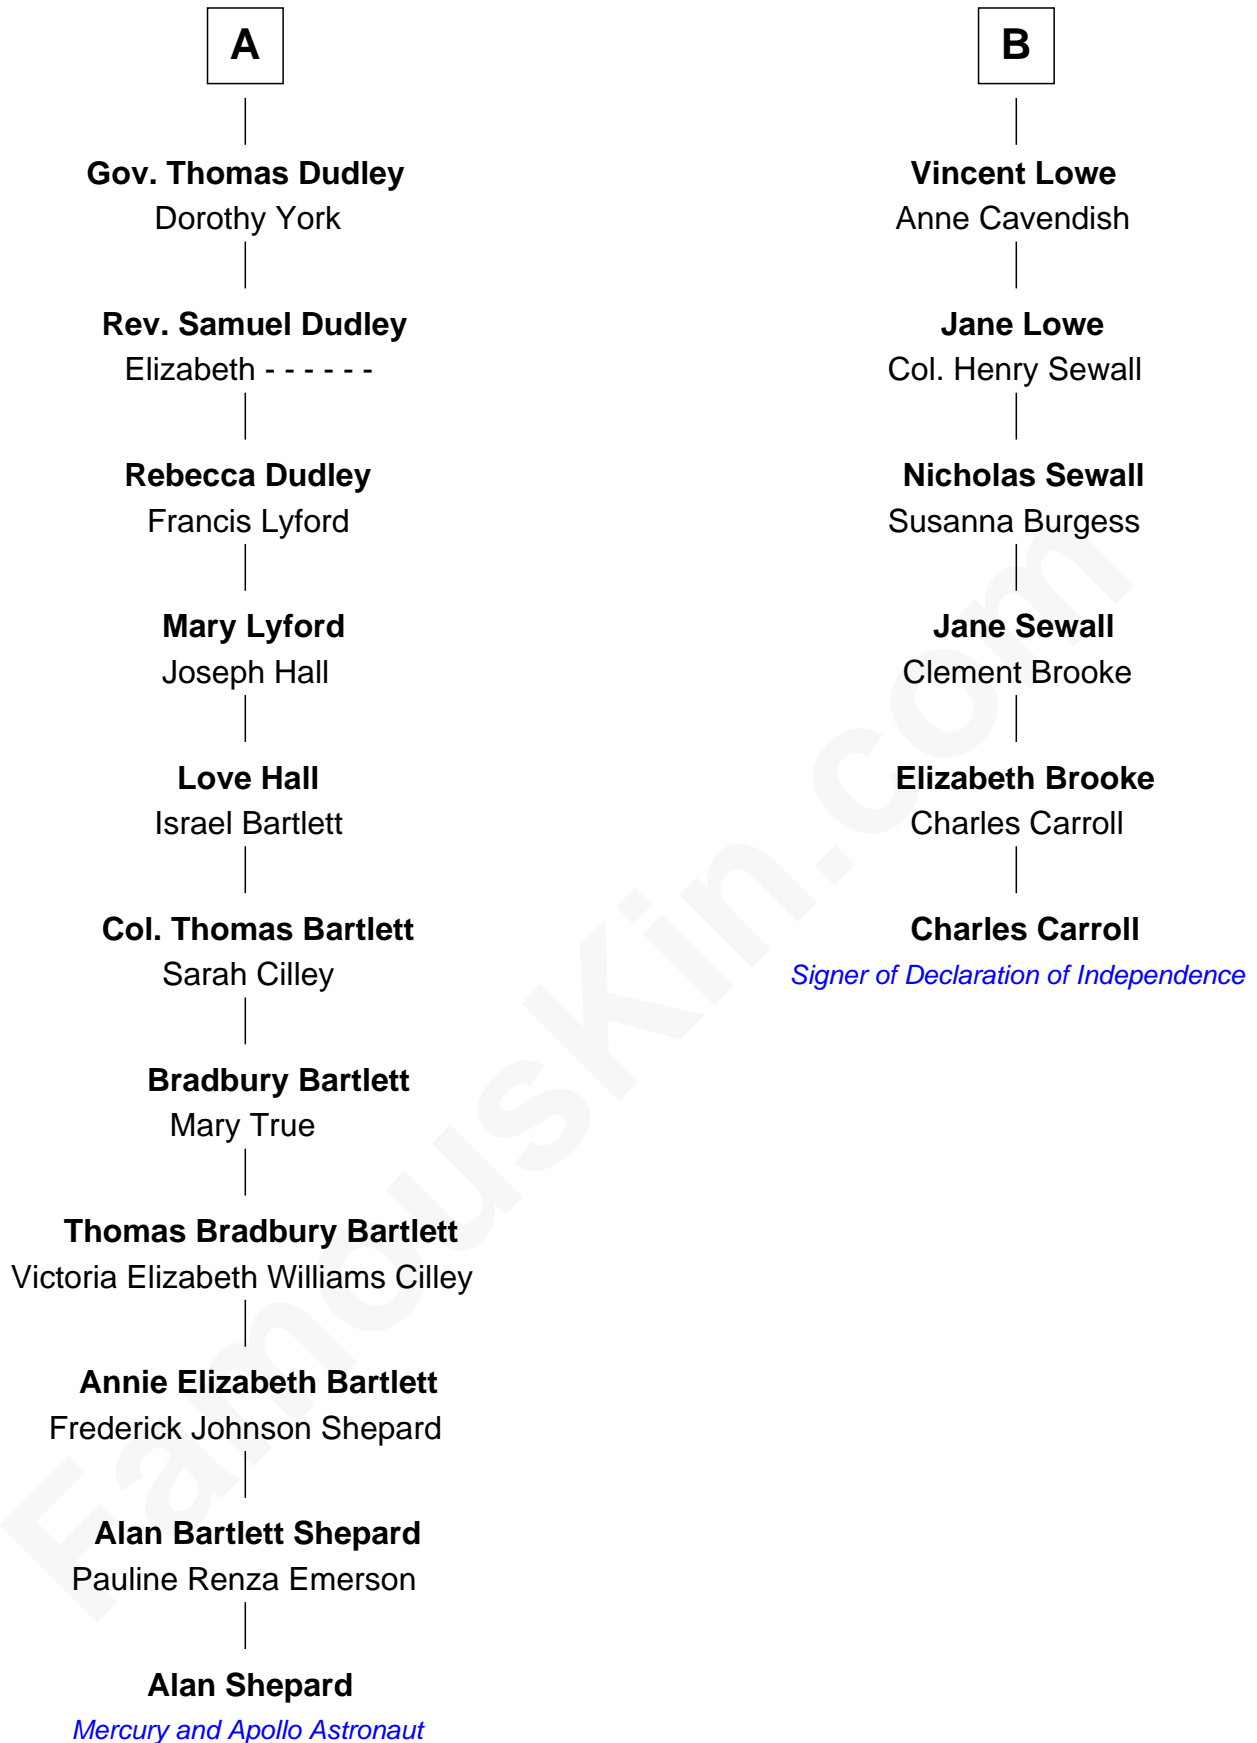 A
Gov. Thomas Dudley
Dorothy York
Rev. Samuel Dudley
Elizabeth - - - - - -
Rebecca Dudley
Francis Lyford
Mary Lyford
Joseph Hall
Love Hall
Israel Bartlett
Col. Thomas Bartlett
Sarah Cilley
Bradbury Bartlett
Mary True
Thomas Bradbury Bartlett
Victoria Elizabeth Williams Cilley
Annie Elizabeth Bartlett
Frederick Johnson Shepard
Alan Bartlett Shepard
Pauline Renza Emerson
Alan Shepard
Mercury and Apollo Astronaut
B
Vincent Lowe
Anne Cavendish
Jane Lowe
Col. Henry Sewall
Nicholas Sewall
Susanna Burgess
Jane Sewall
Clement Brooke
Elizabeth Brooke
Charles Carroll
Charles Carroll
Signer of Declaration of Independence
FamousKin.com